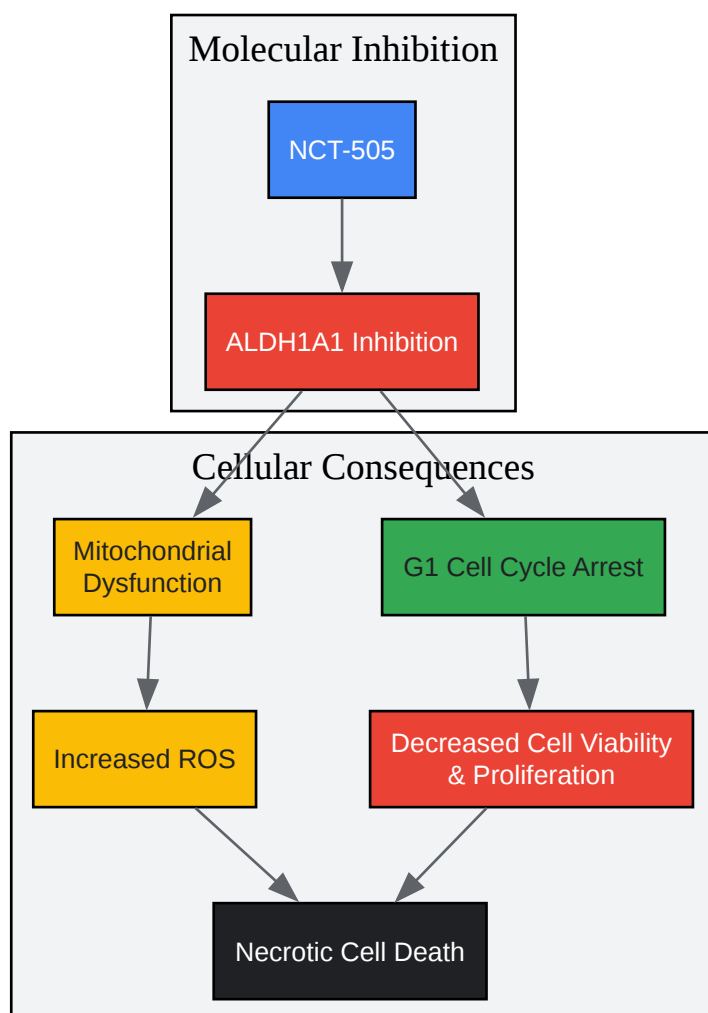 Molecular Inhibition
NCT-505
ALDH1A1 Inhibition
Cellular Consequences
Mitochondrial
Dysfunction
G1 Cell Cycle Arrest
Increased ROS
Decreased Cell Viability
& Proliferation
Necrotic Cell Death